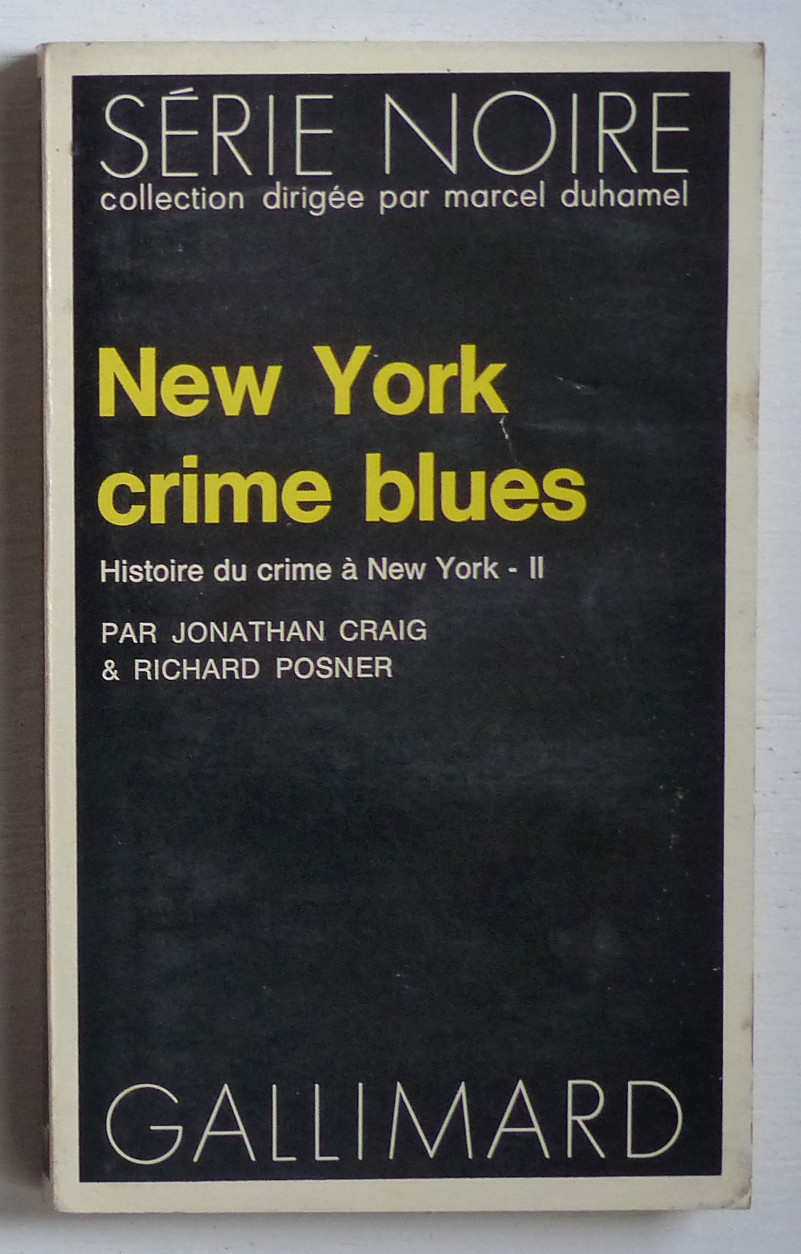 SÉRIE NOIRE
collection dirigée par marcel duhamel
New York
crime blues
Histoire du crime à New York - II
PAR JONATHAN CRAIG
& RICHARD POSNER
GALLIMARD